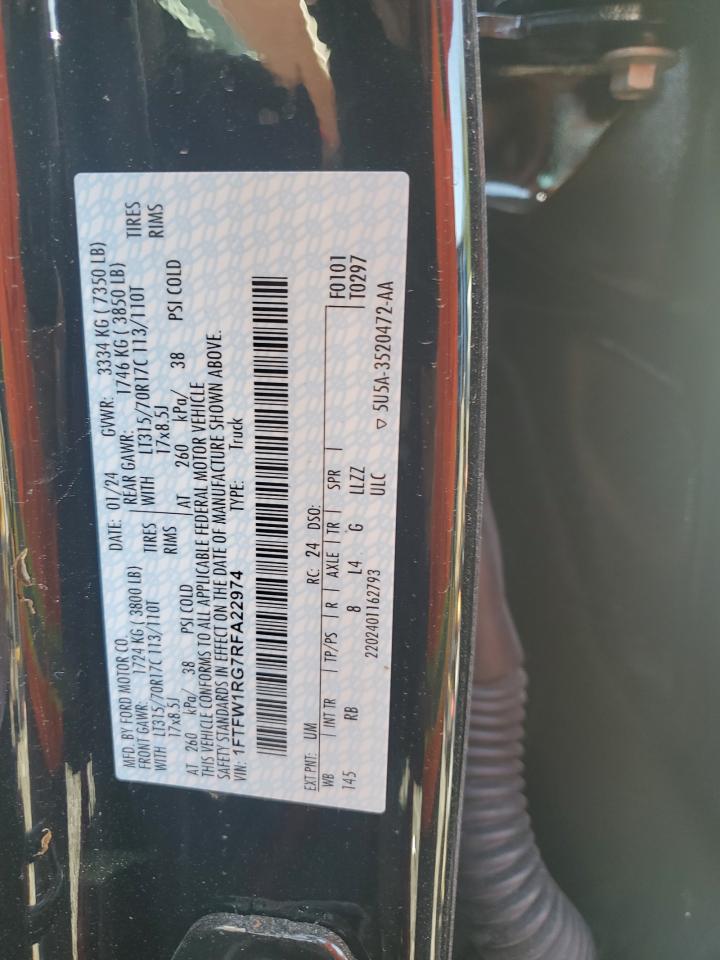 MFD. BY FORD MOTOR CO. DATE: 01/24 GVWR: 3334 KG ( 7350 LB)
FRONT GAWR: 1724 KG ( 3800 LB) REAR GAWR: 1746 KG ( 3850 LB)
WITH LT315/70R17C 113/110T TIRES WITH LT315/70R17C 113/110T TIRES
17x8.5J RIMS 17x8.5J RIMS
AT 260 kPa/ 38 PSI COLD AT 260 kPa/ 38 PSI COLD
THIS VEHICLE CONFORMS TO ALL APPLICABLE FEDERAL MOTOR VEHICLE
SAFETY STANDARDS IN EFFECT ON THE DATE OF MANUFACTURE SHOWN ABOVE.
VIN: 1FTFW1RG7RFA22974 TYPE: Truck
EXT PNT: UM RC: 24 DSO: F0101
WB INT TR TP/PS R AXLE TR SPR T0297
145 RB 8 L4 G LLZZ
2202401162793 ULC ▽ 5U5A-3520472-AA